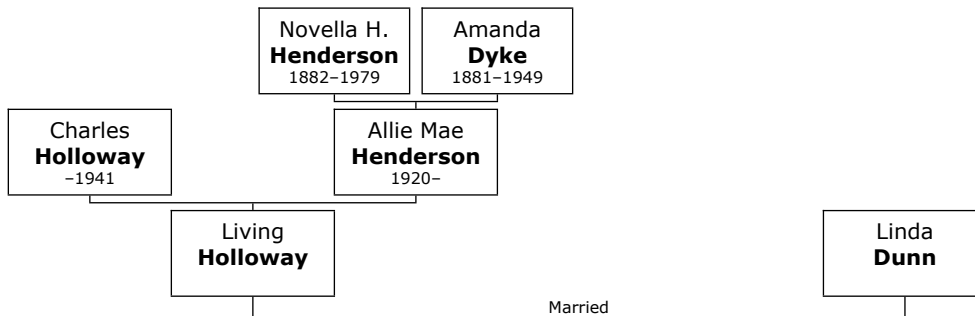 Novella H.
Henderson
1882–1979
Amanda
Dyke
1881–1949
Charles
Holloway
–1941
Allie Mae
Henderson
1920–
Living
Holloway
Linda
Dunn
Married